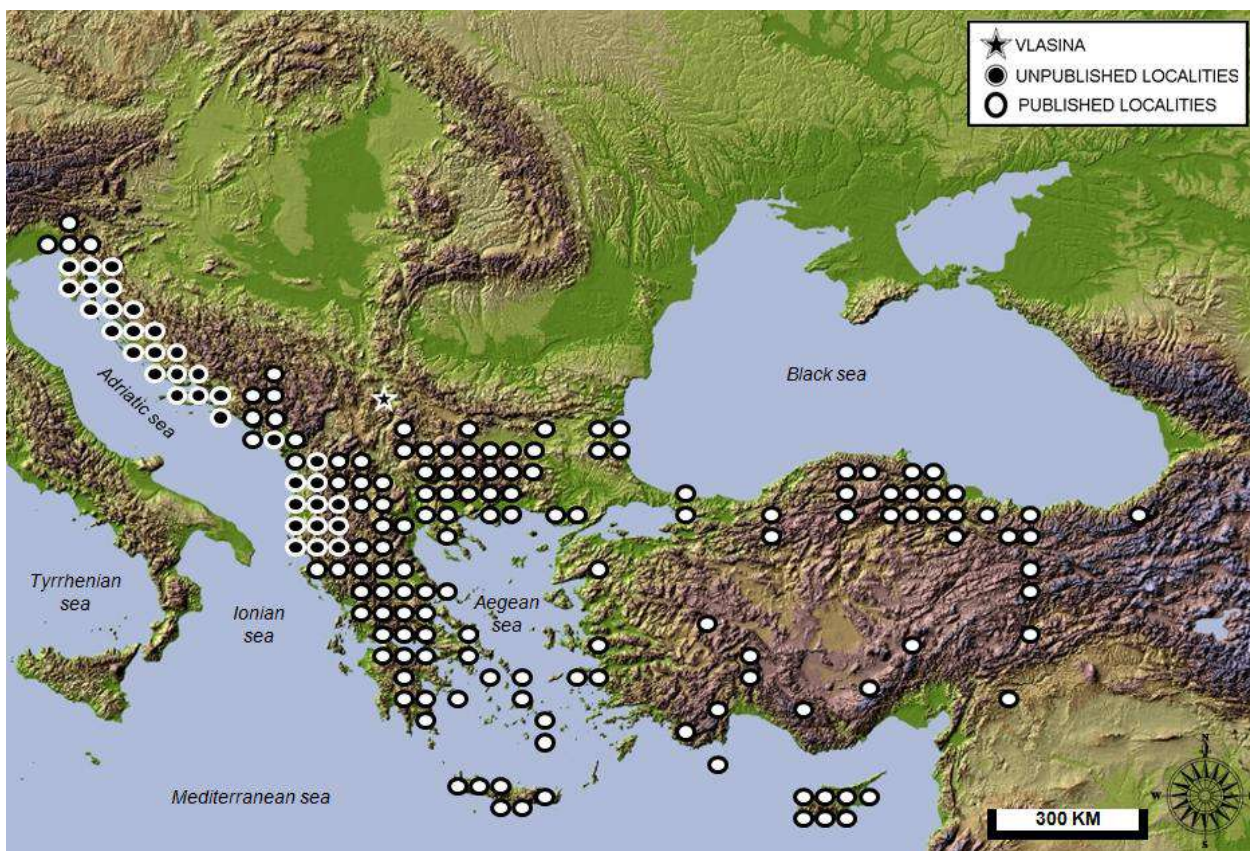 VLASINA
UNPUBLISHED LOCALITIES
PUBLISHED LOCALITIES
Black sea
Adriatic sea
Tyrrhenian
sea
Ionian
sea
Aegean
sea
Mediterranean sea
300 KM
N
W
S